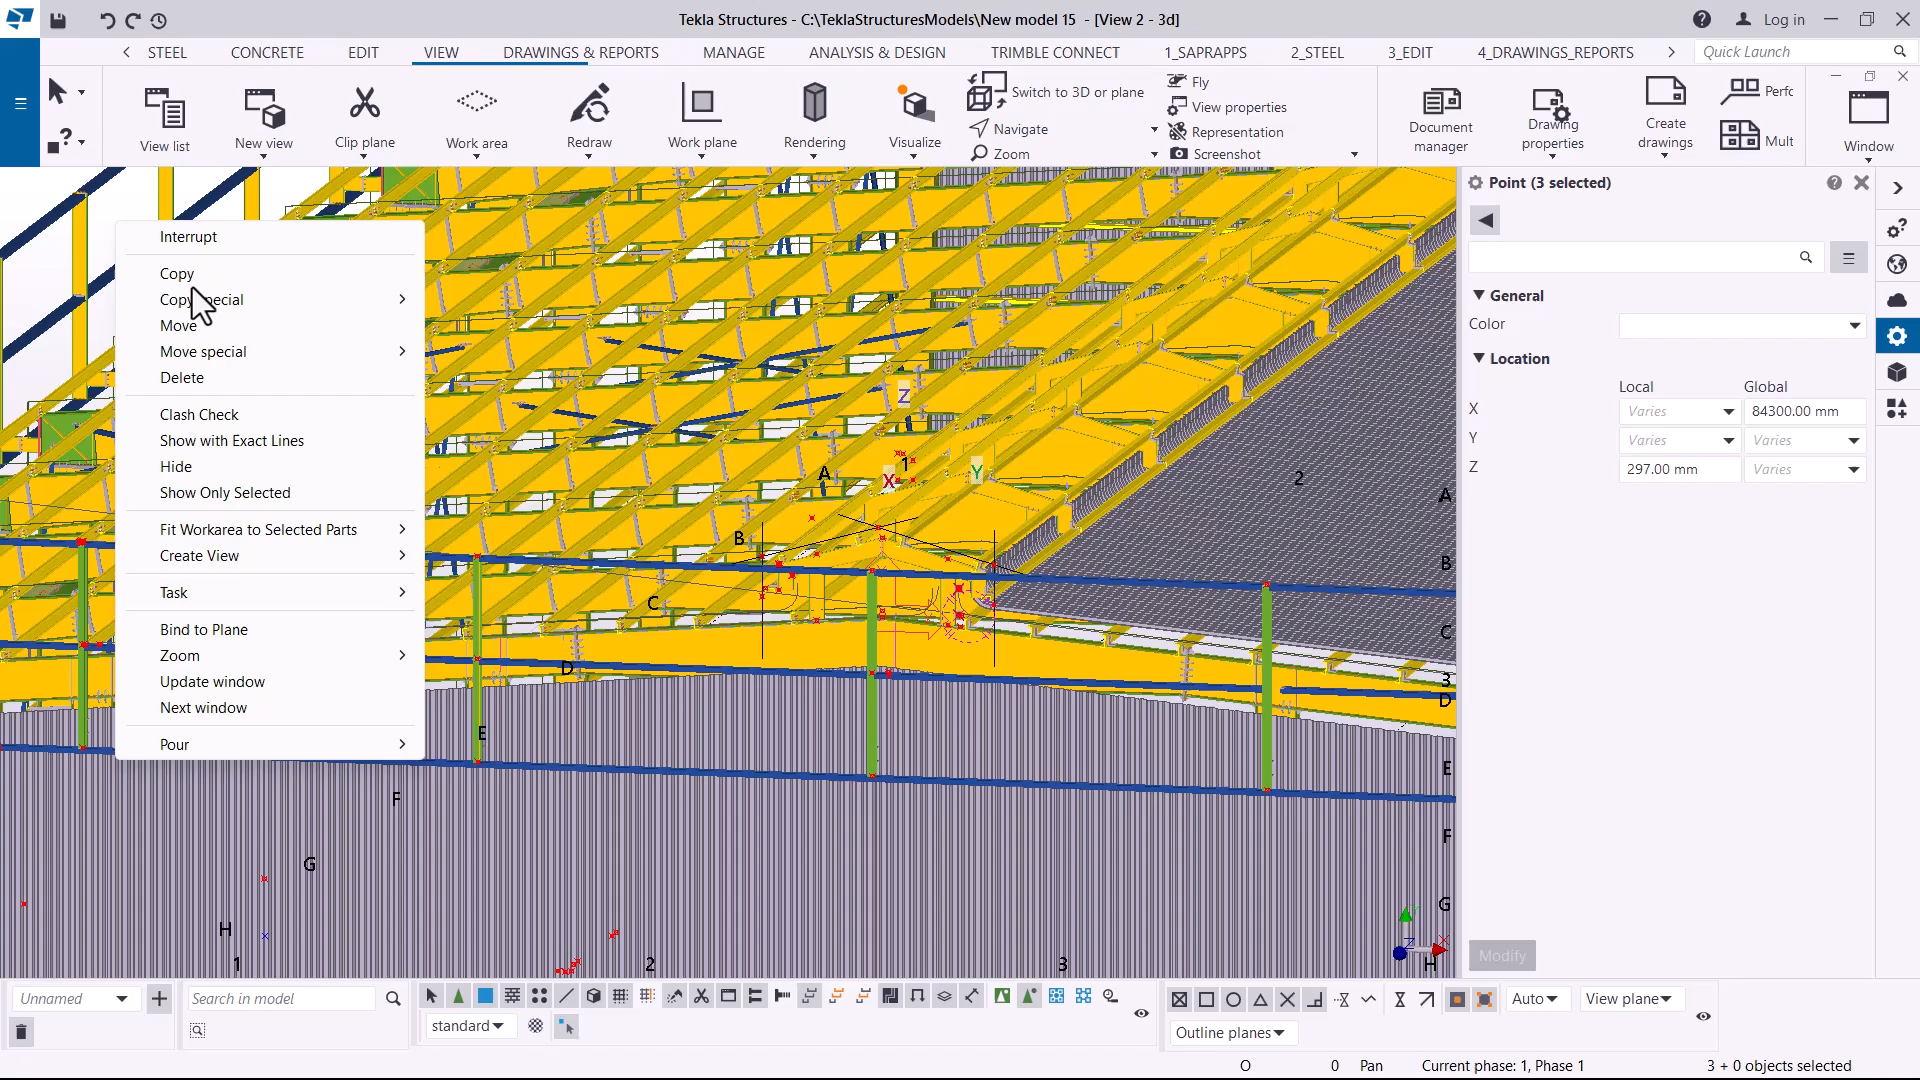 Tekla Structures - C:\TeklaStructuresModels\New model 15 - [View 2 - 3d]
Log in
STEEL CONCRETE EDIT VIEW DRAWINGS & REPORTS MANAGE ANALYSIS & DESIGN TRIMBLE CONNECT 1_SAPRAPPS 2_STEEL 3_EDIT 4_DRAWINGS_REPORTS Quick Launch
View list
New view
Clip plane
Work area
Redraw
Work plane
Rendering
Visualize
Switch to 3D or plane
Navigate
Zoom
Fly
View properties
Representation
Screenshot
Document manager
Drawing properties
Create drawings
Perfc
Mult
Window
Interrupt
Copy
Copy special
Move
Move special
Delete
Clash Check
Show with Exact Lines
Hide
Show Only Selected
Fit Workarea to Selected Parts
Create View
Task
Bind to Plane
Zoom
Update window
Next window
Pour
Z
A
1
X
Y
B
C
D
E
F
G
H
1
2
3
2
A
B
C
3
D
E
F
G
H
Z
X
Point (3 selected)
General
Color
Location
Local Global
X Varies 84300.00 mm
Y Varies Varies
Z 297.00 mm Varies
Modify
Unnamed
Search in model
standard
Auto
View plane
Outline planes
O 0 Pan Current phase: 1, Phase 1 3 + 0 objects selected